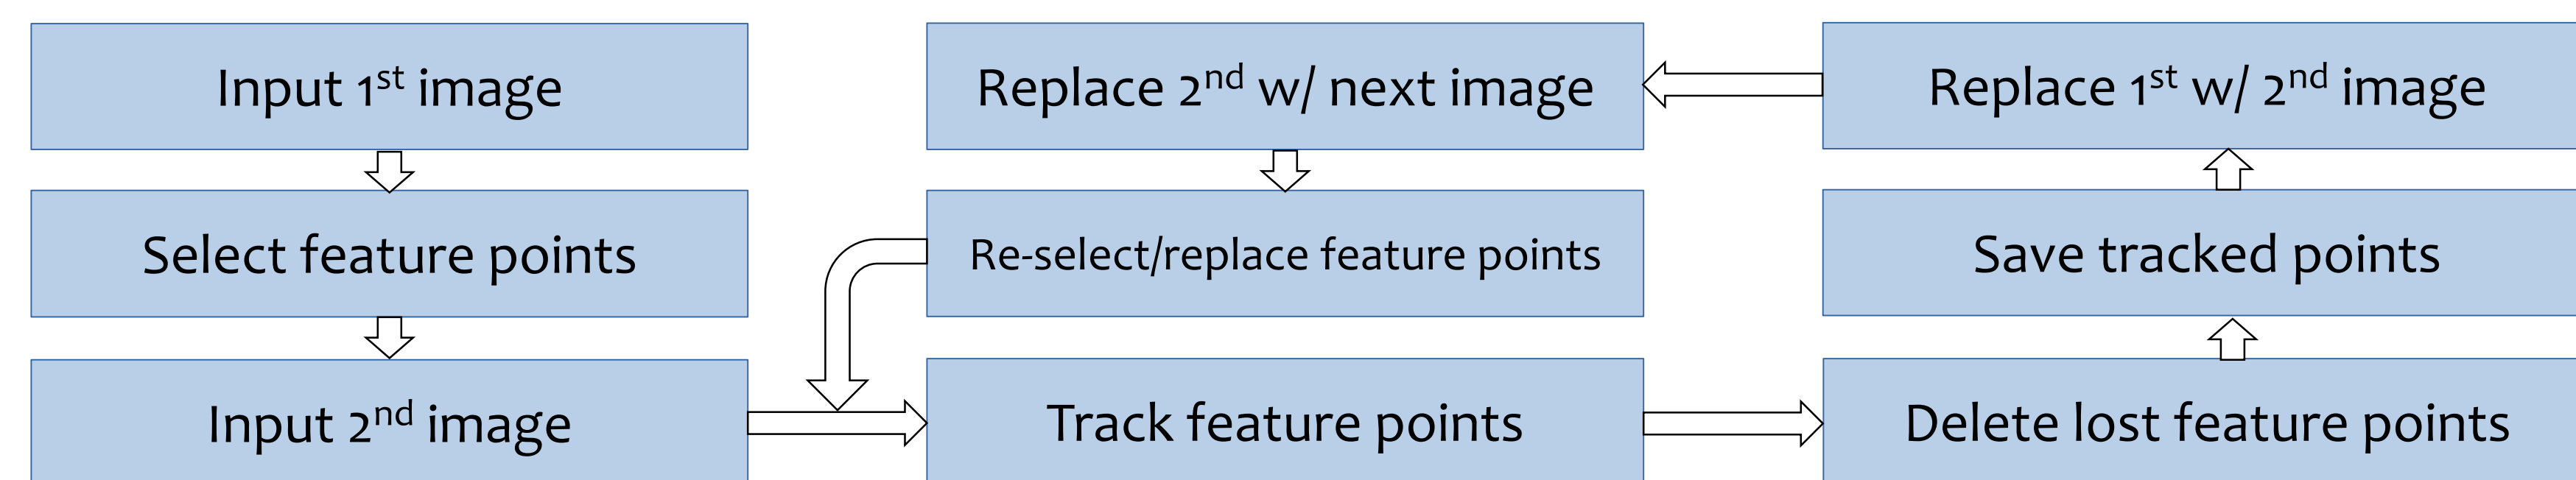 Input 1st image
Select feature points
Input 2nd image
Replace 2nd w/ next image
Re-select/replace feature points
Track feature points
Replace 1st w/ 2nd image
Save tracked points
Delete lost feature points